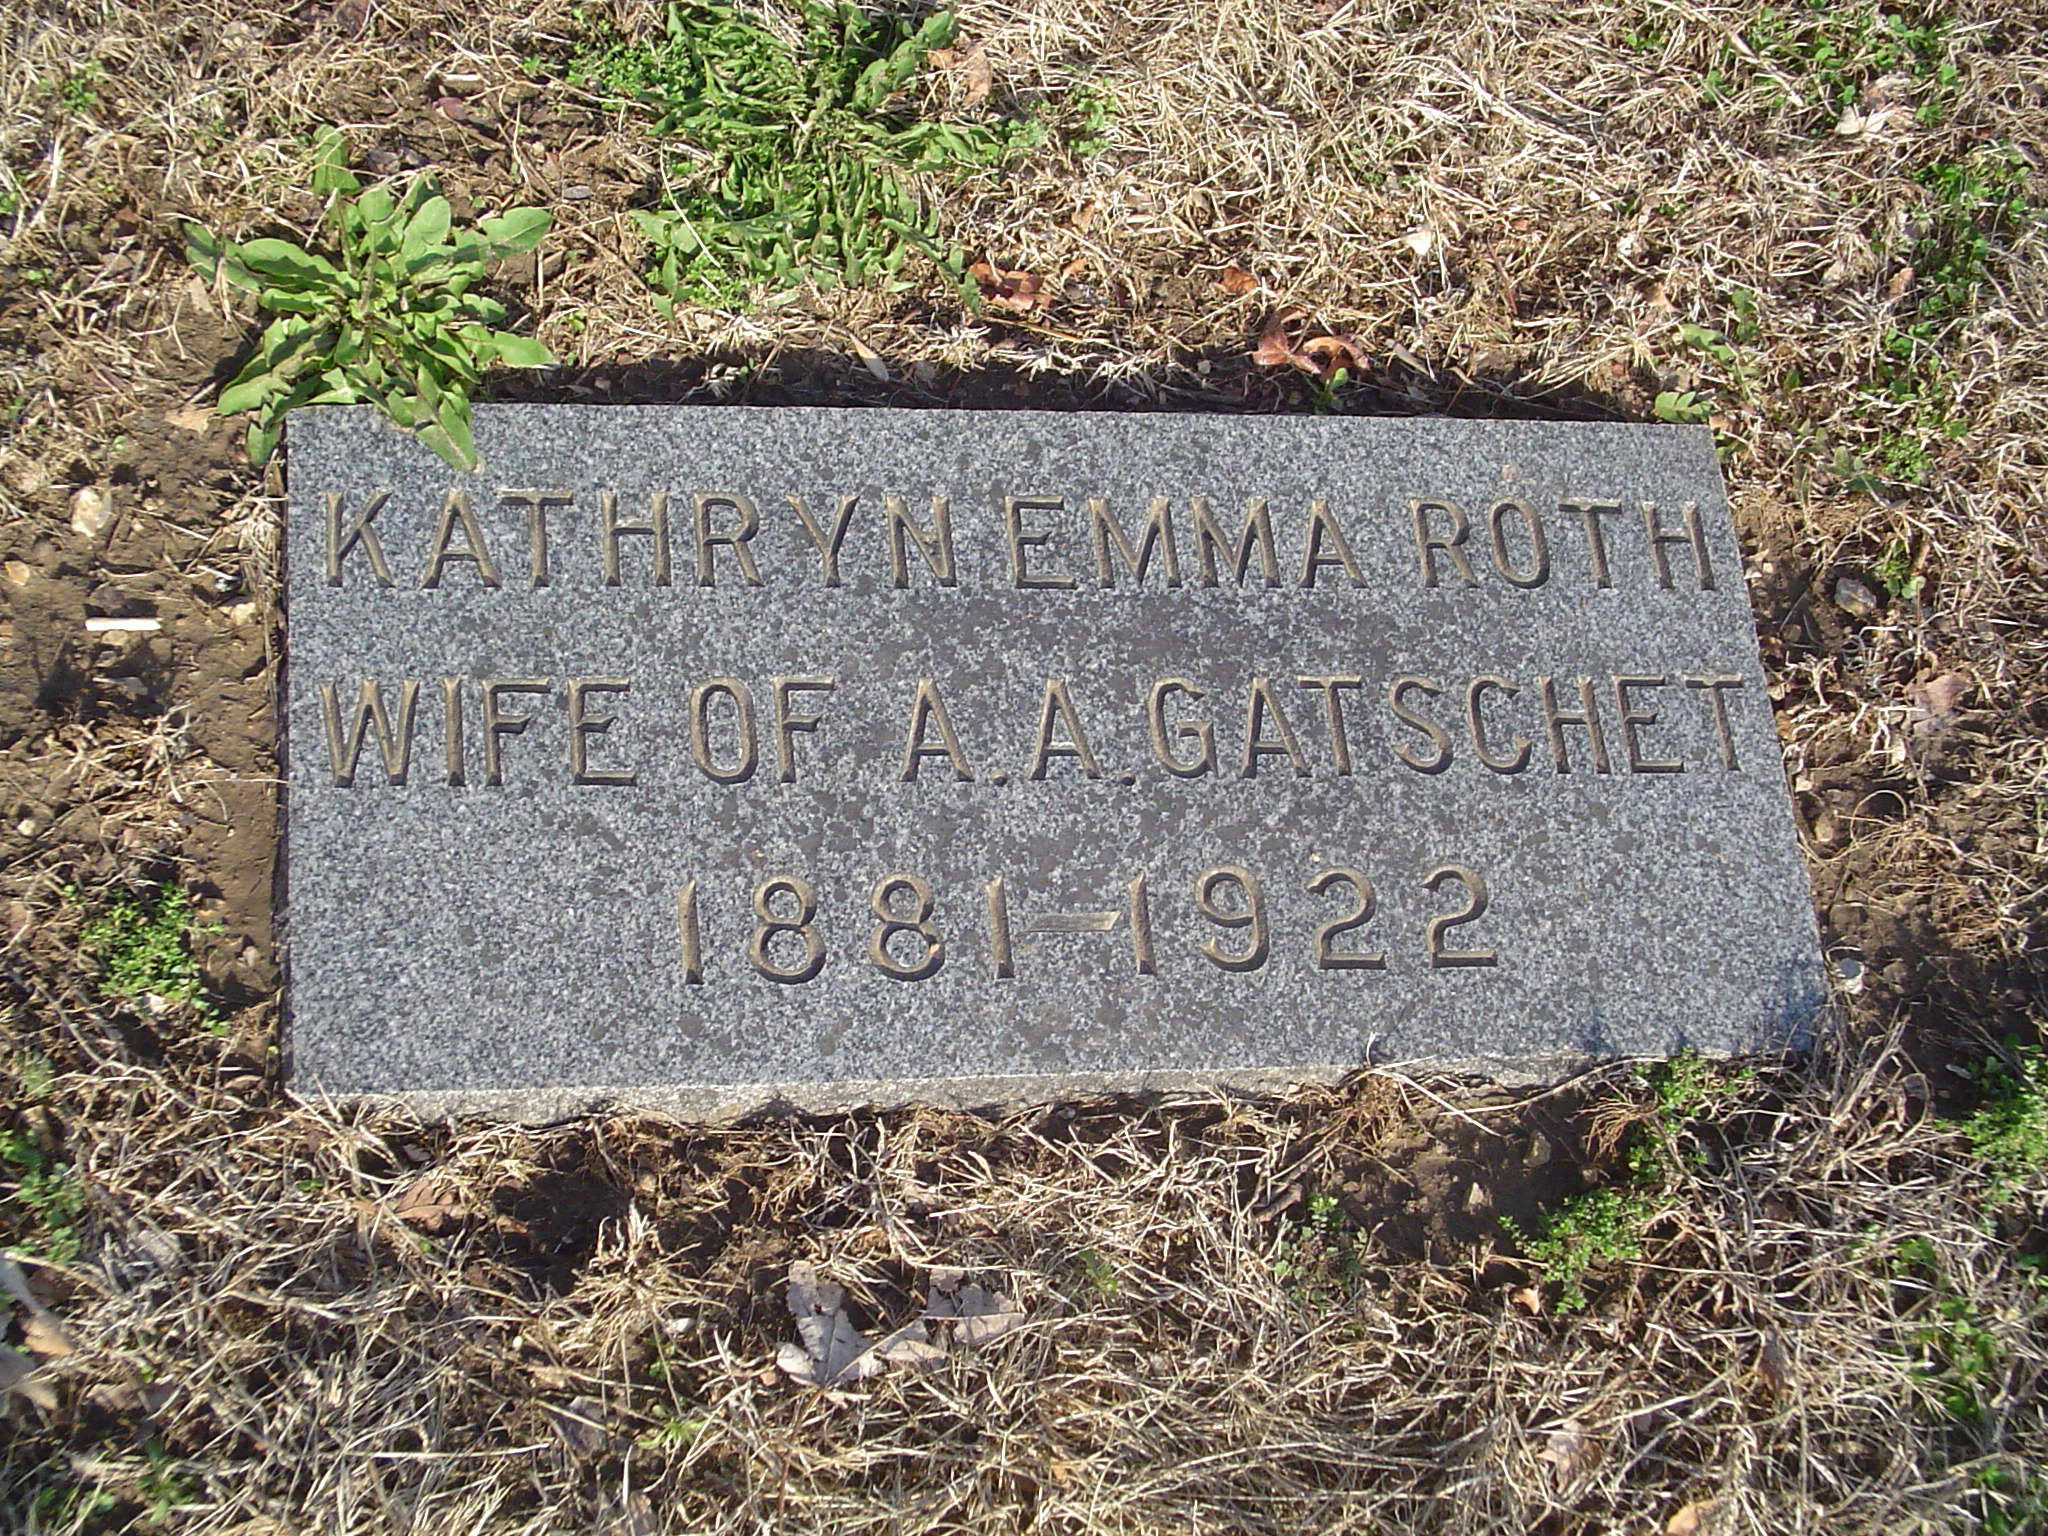 KATHRYN EMMA ROTH
WIFE OF A.A.GATSCHET
1881-1922